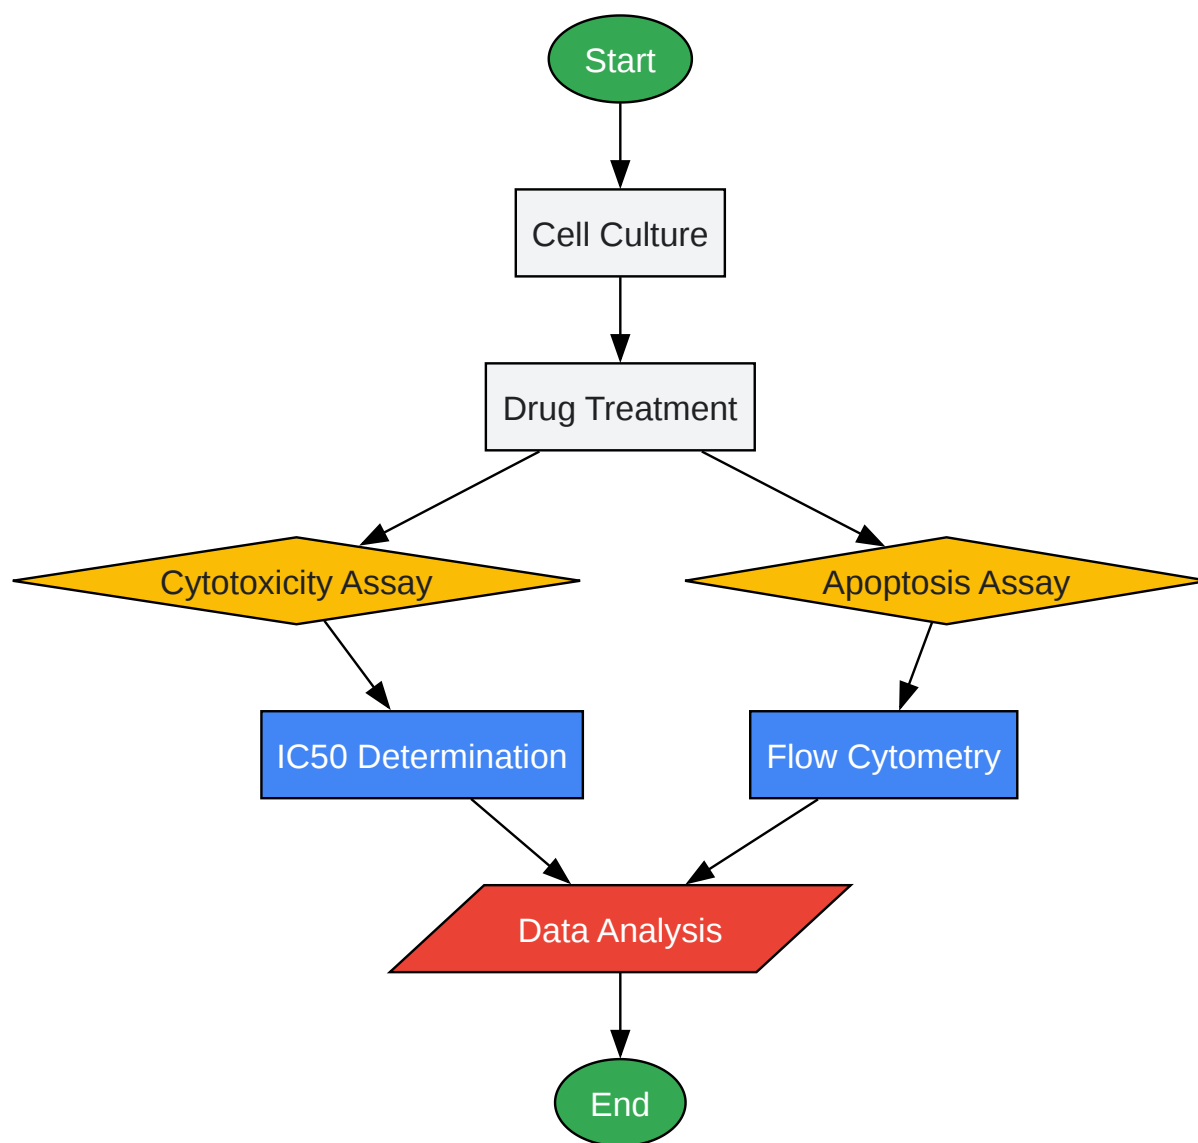 Start
Cell Culture
Drug Treatment
Cytotoxicity Assay
Apoptosis Assay
IC50 Determination
Flow Cytometry
Data Analysis
End